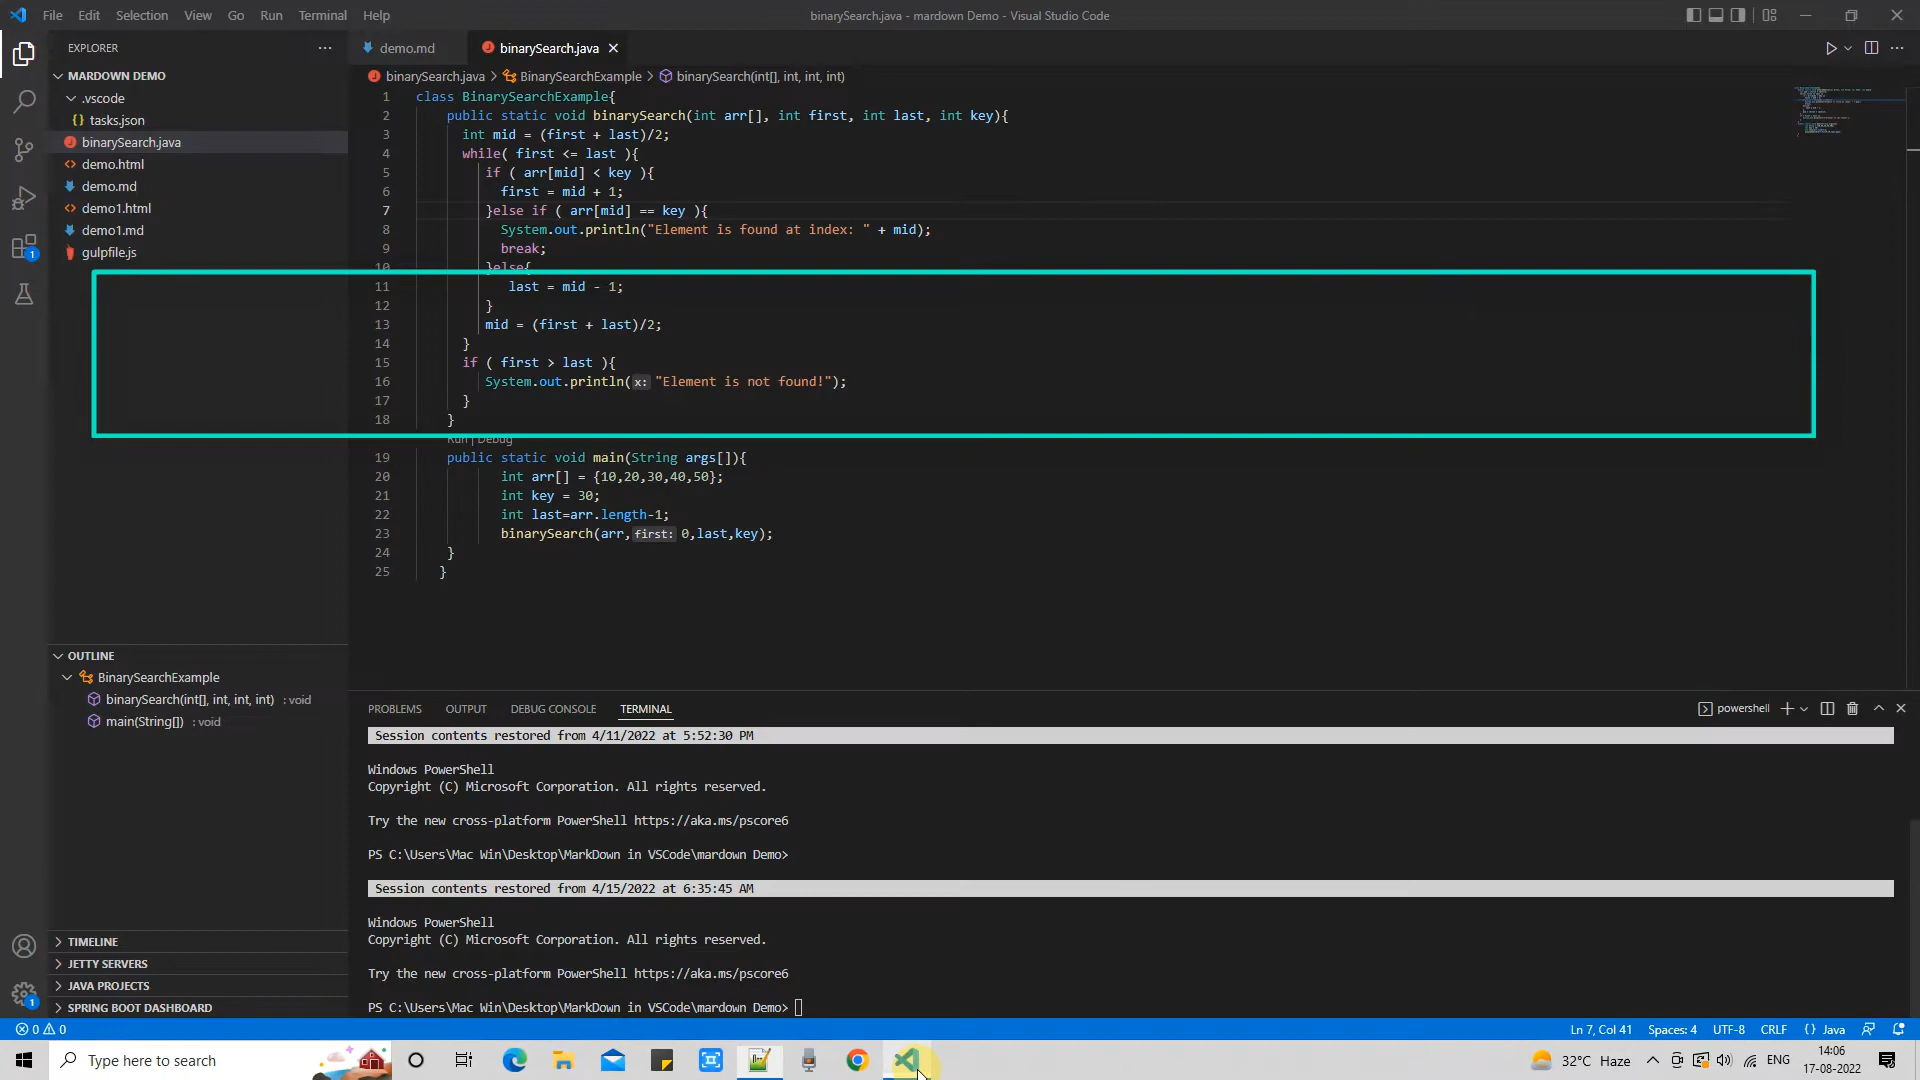 File Edit Selection View Go Run Terminal Help
binarySearch.java - mardown Demo - Visual Studio Code
EXPLORER
MARDOWN DEMO
.vscode
{} tasks.json
binarySearch.java
<> demo.html
demo.md
<> demo1.html
demo1.md
gulpfile.js
1
demo.md
binarySearch.java
binarySearch.java > BinarySearchExample > binarySearch(int[], int, int, int)
1 class BinarySearchExample{
2 public static void binarySearch(int arr[], int first, int last, int key){
3 int mid = (first + last)/2;
4 while( first <= last ){
5 if ( arr[mid] < key ){
6 first = mid + 1;
7 }else if ( arr[mid] == key ){
8 System.out.println("Element is found at index: " + mid);
9 break;
10 }else{
11 last = mid - 1;
12 }
13 mid = (first + last)/2;
14 }
15 if ( first > last ){
16 System.out.println(x: "Element is not found!");
17 }
18 }
Run | Debug
19 public static void main(String args[]){
20 int arr[] = {10,20,30,40,50};
21 int key = 30;
22 int last=arr.length-1;
23 binarySearch(arr,first: 0,last,key);
24 }
25 }
OUTLINE
BinarySearchExample
binarySearch(int[], int, int, int) : void
main(String[]) : void
TIMELINE
JETTY SERVERS
JAVA PROJECTS
SPRING BOOT DASHBOARD
1
PROBLEMS OUTPUT DEBUG CONSOLE TERMINAL
powershell
Session contents restored from 4/11/2022 at 5:52:30 PM
Windows PowerShell
Copyright (C) Microsoft Corporation. All rights reserved.
Try the new cross-platform PowerShell https://aka.ms/pscore6
PS C:\Users\Mac Win\Desktop\MarkDown in VSCode\mardown Demo>
Session contents restored from 4/15/2022 at 6:35:45 AM
Windows PowerShell
Copyright (C) Microsoft Corporation. All rights reserved.
Try the new cross-platform PowerShell https://aka.ms/pscore6
PS C:\Users\Mac Win\Desktop\MarkDown in VSCode\mardown Demo>
0 0
Ln 7, Col 41 Spaces: 4 UTF-8 CRLF {} Java
Type here to search
32°C Haze
ENG
14:06
17-08-2022